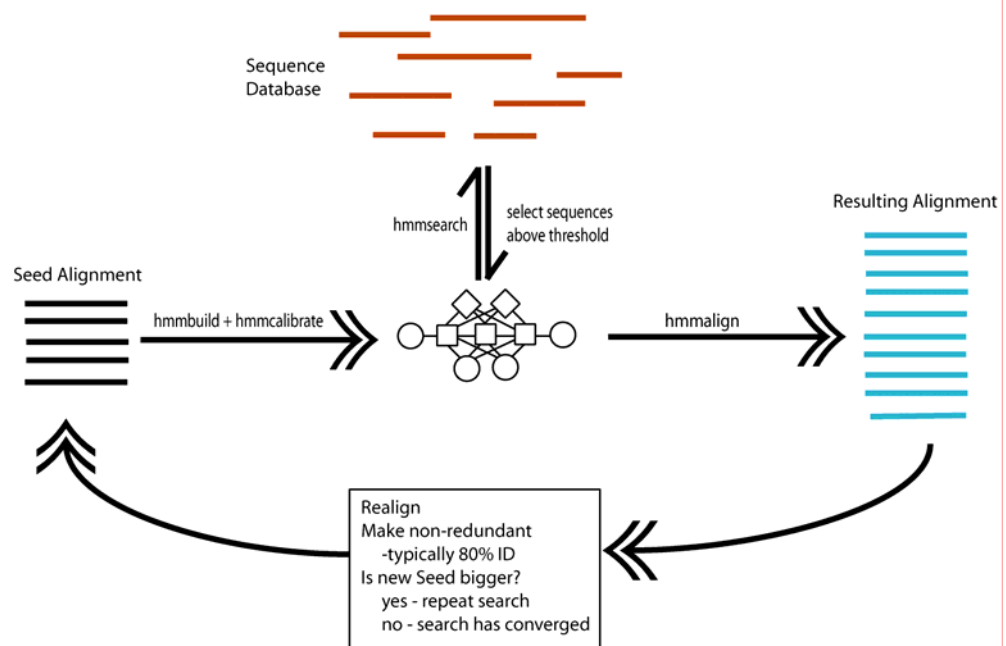 Sequence
Database
hmmsearch
select sequences
above threshold
Resulting Alignment
Seed Alignment
hmmbuild + hmmcalibrate
hmmalign
Realign
Make non-redundant
-typically 80% ID
Is new Seed bigger?
yes - repeat search
no - search has converged